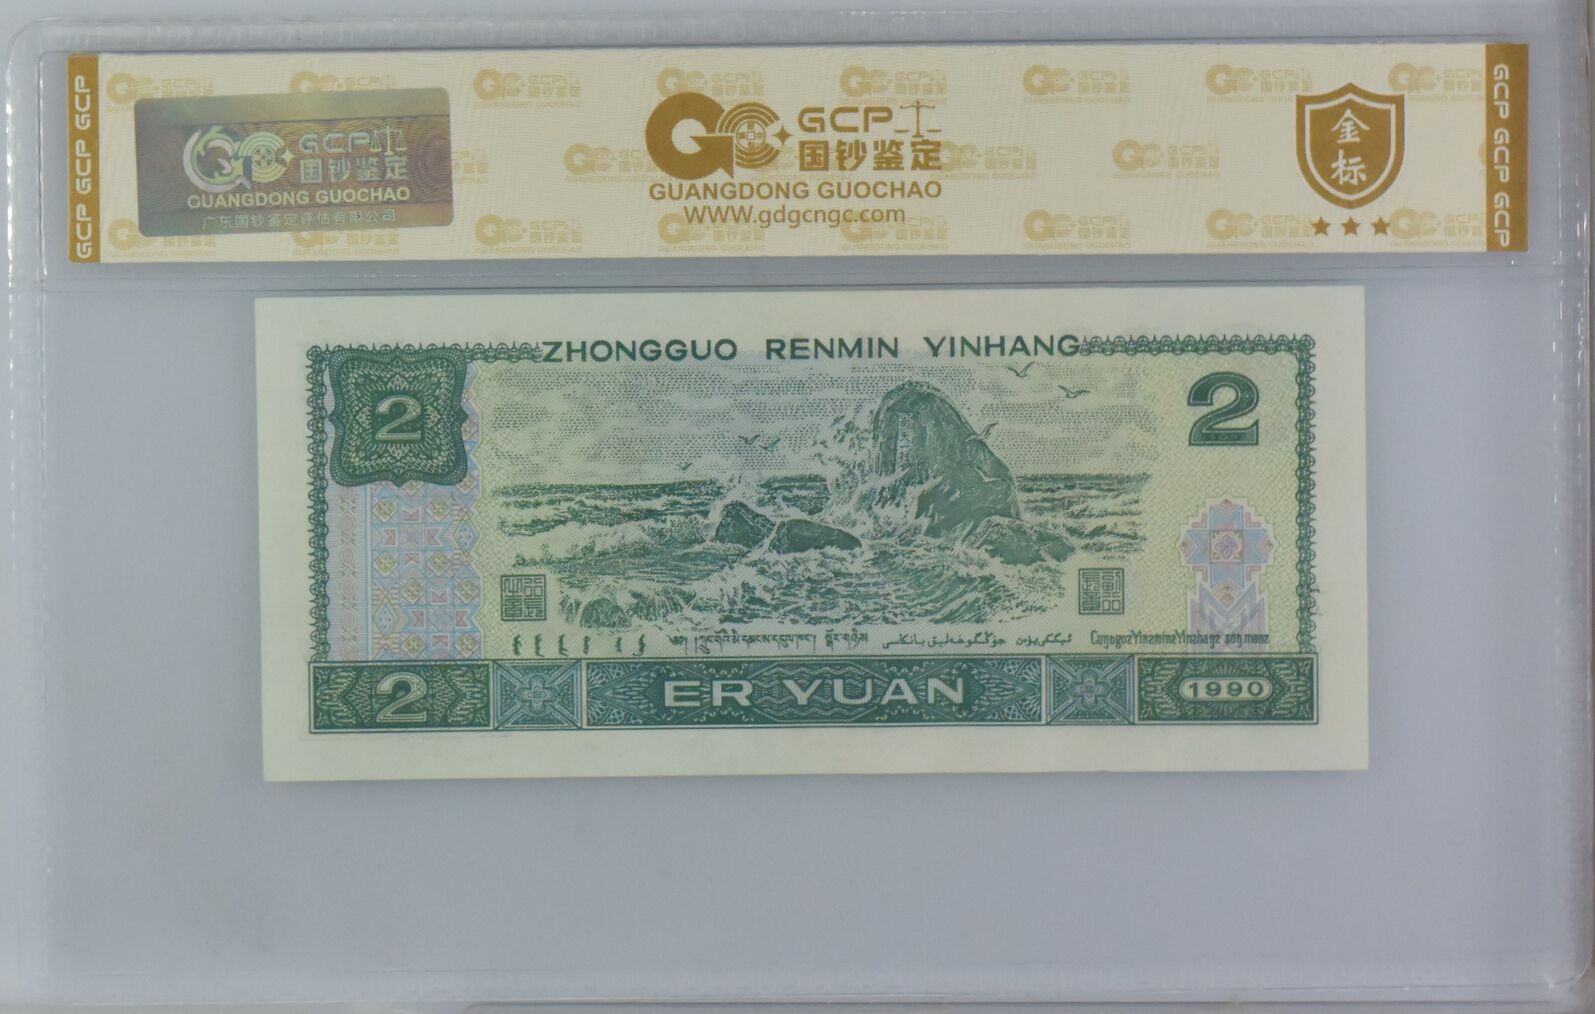 GCP GCP GCP
GCP
国钞鉴定
GUANGDONG GUOCHAO
广东国钞鉴定评估有限公司
GCP
国钞鉴定
GUANGDONG GUOCHAO
WWW.gdgcngc.com
金
标
GCP GCP GCP
ZHONGGUO RENMIN YINHANG
2
2
Cunƨgoƨ Yinzminz Yinzhangz song maenz
2
ER YUAN
1990